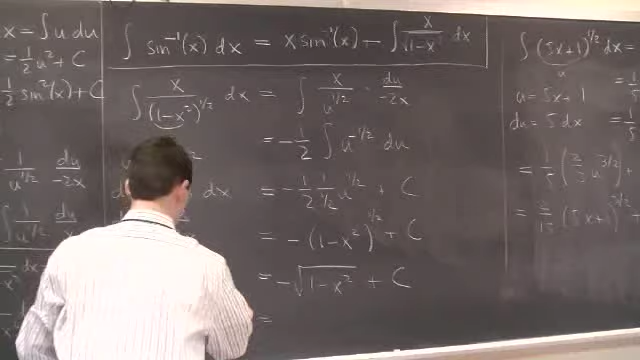 x = ∫ u du
= 1/2 u² + C
1/2 sin⁻²(x) + C
1/u^{1/2} du/-2x
∫ 1/u^{1/2} du/-2x
dx
∫ sin⁻¹(x) dx = x sin⁻¹(x) − ∫ x/√(1-x²) dx
∫ x/(1-x²)^{1/2} dx = ∫ x/u^{1/2} · du/-2x
= -1/2 ∫ u^{-1/2} du
dx = -1/2 1/(1/2) u^{1/2} + C
= -(1-x²)^{1/2} + C
= -√(1-x²) + C
=
∫ (5x+1)^{1/2} dx =
u
u = 5x+1
du = 5 dx = 1/5
= 1/5 (2/3 u^{3/2}) +
= 2/15 (5x+1)^{3/2}